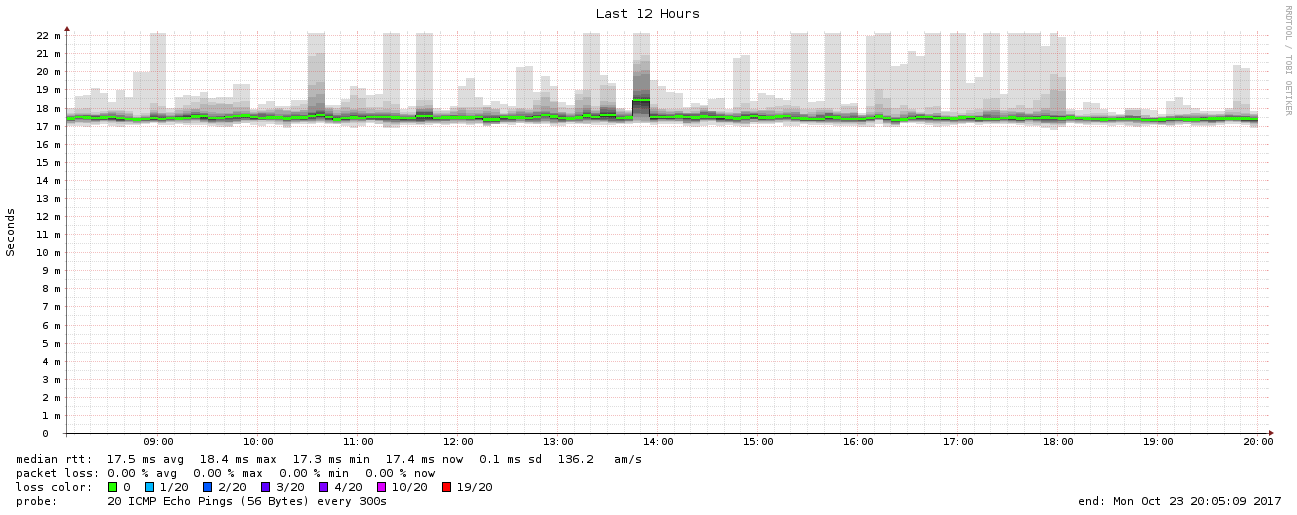 Last 12 Hours
RRDTOOL / TOBI OETIKER
Seconds
22 m
21 m
20 m
19 m
18 m
17 m
16 m
15 m
14 m
13 m
12 m
11 m
10 m
9 m
8 m
7 m
6 m
5 m
4 m
3 m
2 m
1 m
0
09:00 10:00 11:00 12:00 13:00 14:00 15:00 16:00 17:00 18:00 19:00 20:00
median rtt: 17.5 ms avg 18.4 ms max 17.3 ms min 17.4 ms now 0.1 ms sd 136.2 am/s
packet loss: 0.00 % avg 0.00 % max 0.00 % min 0.00 % now
loss color: 0 1/20 2/20 3/20 4/20 10/20 19/20
probe: 20 ICMP Echo Pings (56 Bytes) every 300s end: Mon Oct 23 20:05:09 2017